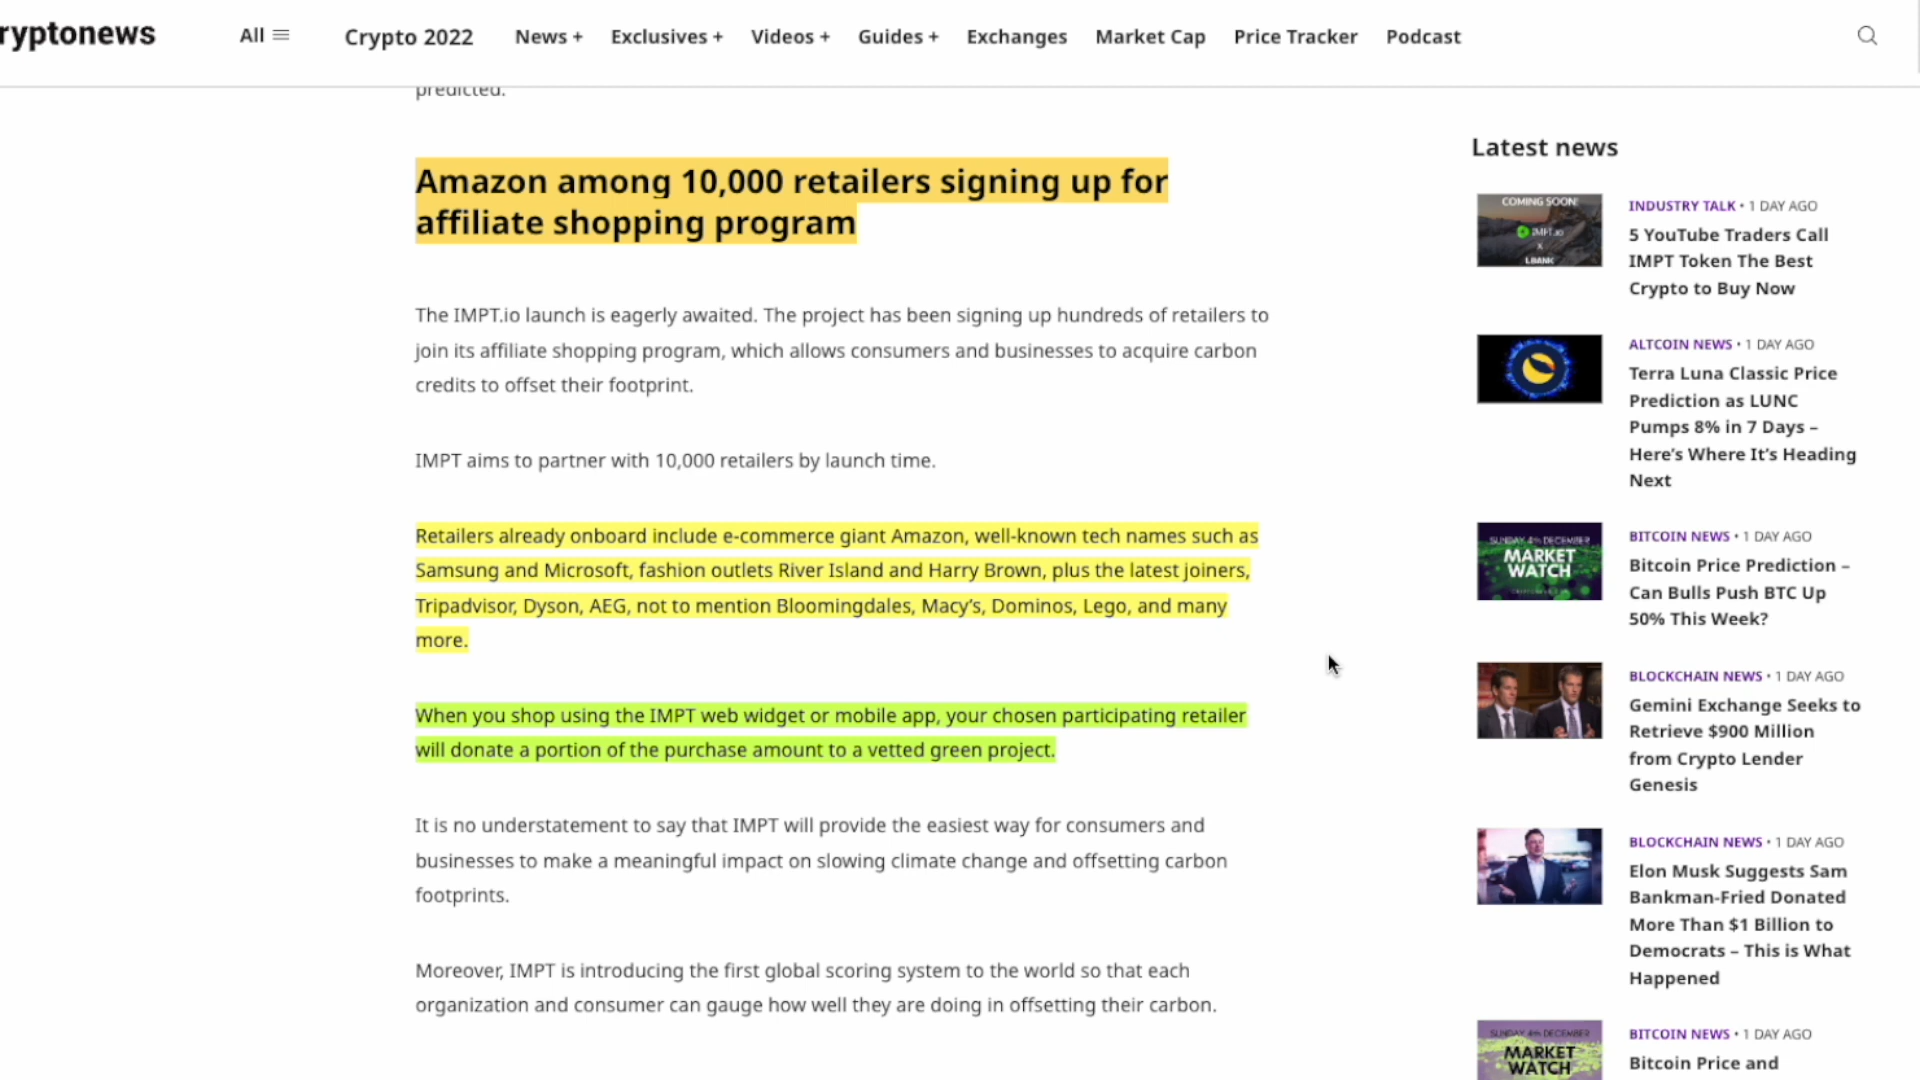 ryptonews
All
Crypto 2022
News +
Exclusives +
Videos +
Guides +
Exchanges
Market Cap
Price Tracker
Podcast
predicted.
Amazon among 10,000 retailers signing up for
affiliate shopping program
The IMPT.io launch is eagerly awaited. The project has been signing up hundreds of retailers to
join its affiliate shopping program, which allows consumers and businesses to acquire carbon
credits to offset their footprint.
IMPT aims to partner with 10,000 retailers by launch time.
Retailers already onboard include e-commerce giant Amazon, well-known tech names such as
Samsung and Microsoft, fashion outlets River Island and Harry Brown, plus the latest joiners,
Tripadvisor, Dyson, AEG, not to mention Bloomingdales, Macy's, Dominos, Lego, and many
more.
When you shop using the IMPT web widget or mobile app, your chosen participating retailer
will donate a portion of the purchase amount to a vetted green project.
It is no understatement to say that IMPT will provide the easiest way for consumers and
businesses to make a meaningful impact on slowing climate change and offsetting carbon
footprints.
Moreover, IMPT is introducing the first global scoring system to the world so that each
organization and consumer can gauge how well they are doing in offsetting their carbon.
Latest news
COMING SOON!
IMPT.io
X
LBANK
INDUSTRY TALK • 1 DAY AGO
5 YouTube Traders Call
IMPT Token The Best
Crypto to Buy Now
ALTCOIN NEWS • 1 DAY AGO
Terra Luna Classic Price
Prediction as LUNC
Pumps 8% in 7 Days –
Here's Where It's Heading
Next
SUNDAY 4th DECEMBER
MARKET
WATCH
BITCOIN NEWS • 1 DAY AGO
Bitcoin Price Prediction –
Can Bulls Push BTC Up
50% This Week?
BLOCKCHAIN NEWS • 1 DAY AGO
Gemini Exchange Seeks to
Retrieve $900 Million
from Crypto Lender
Genesis
BLOCKCHAIN NEWS • 1 DAY AGO
Elon Musk Suggests Sam
Bankman-Fried Donated
More Than $1 Billion to
Democrats – This is What
Happened
SUNDAY 4th DECEMBER
MARKET
WATCH
BITCOIN NEWS • 1 DAY AGO
Bitcoin Price and